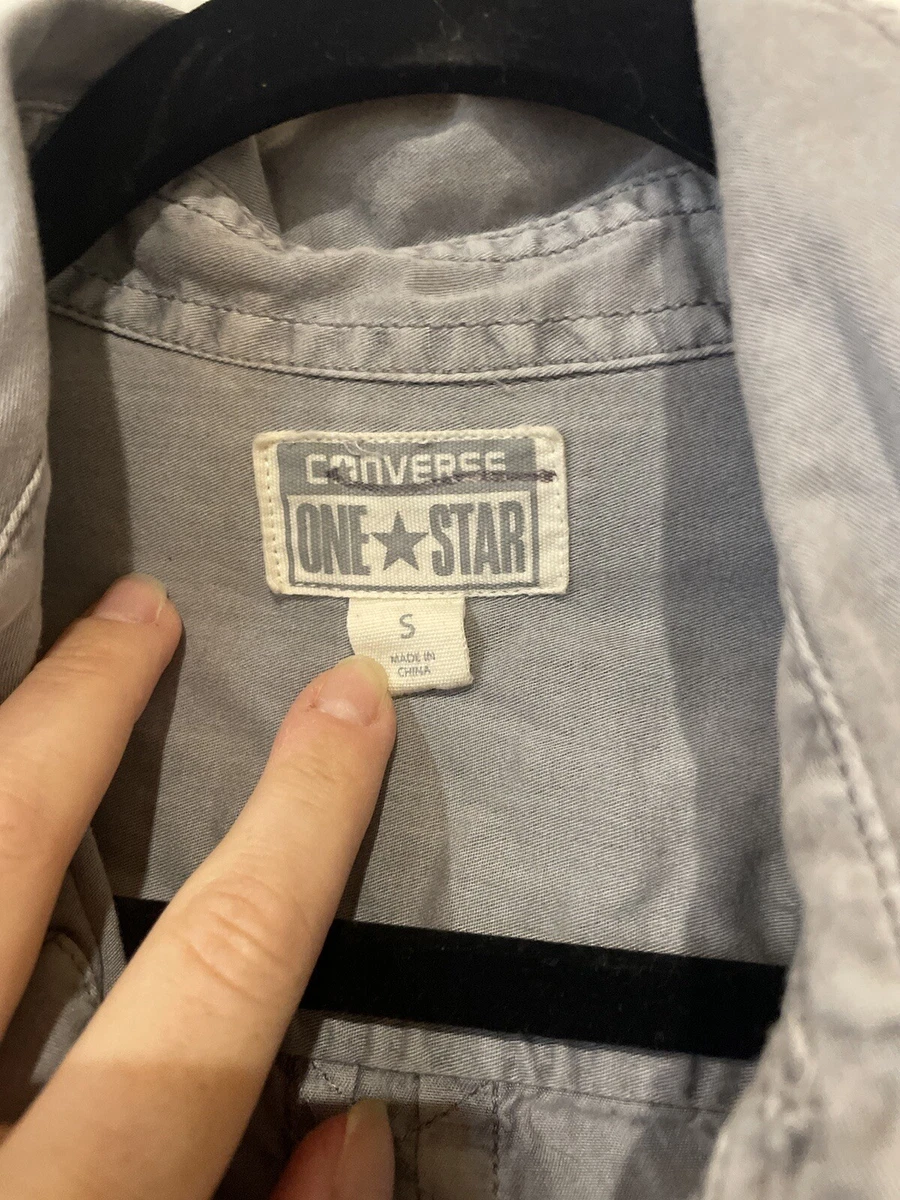 CONVERSE
ONE★STAR
S
MADE IN
CHINA